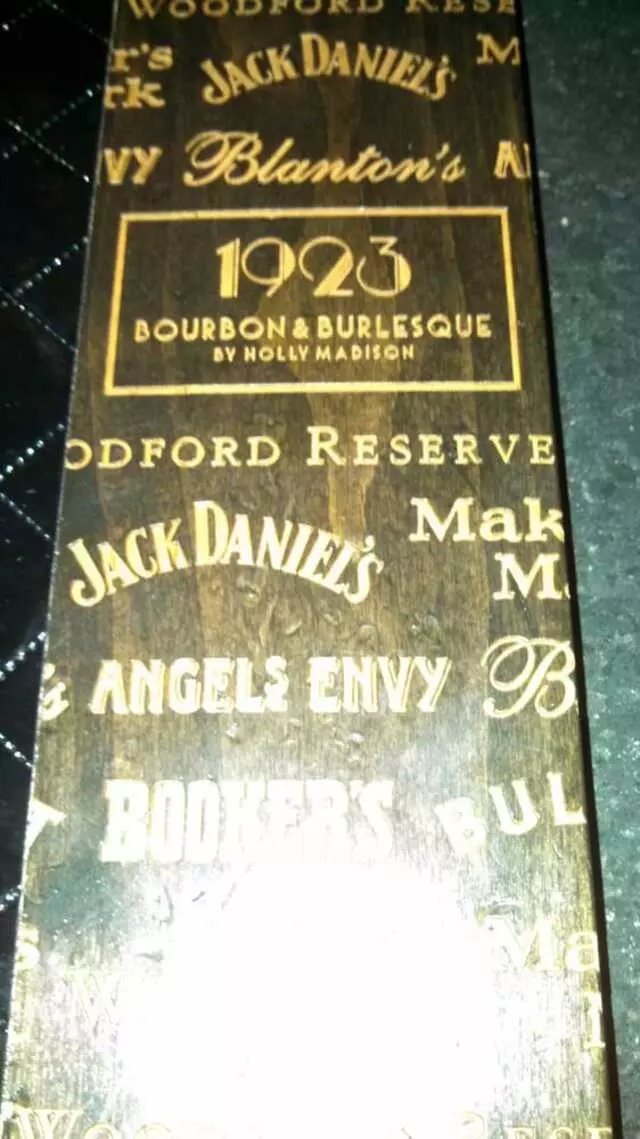 WOODFORD RESE
r's JACK DANIEL'S M
rk
VY Blanton's A
1923
BOURBON & BURLESQUE
BY HOLLY MADISON
ODFORD RESERVE
JACK DANIEL'S Mak
M
s ANGELS ENVY B
T BOOKER'S BUL
s Ma
W